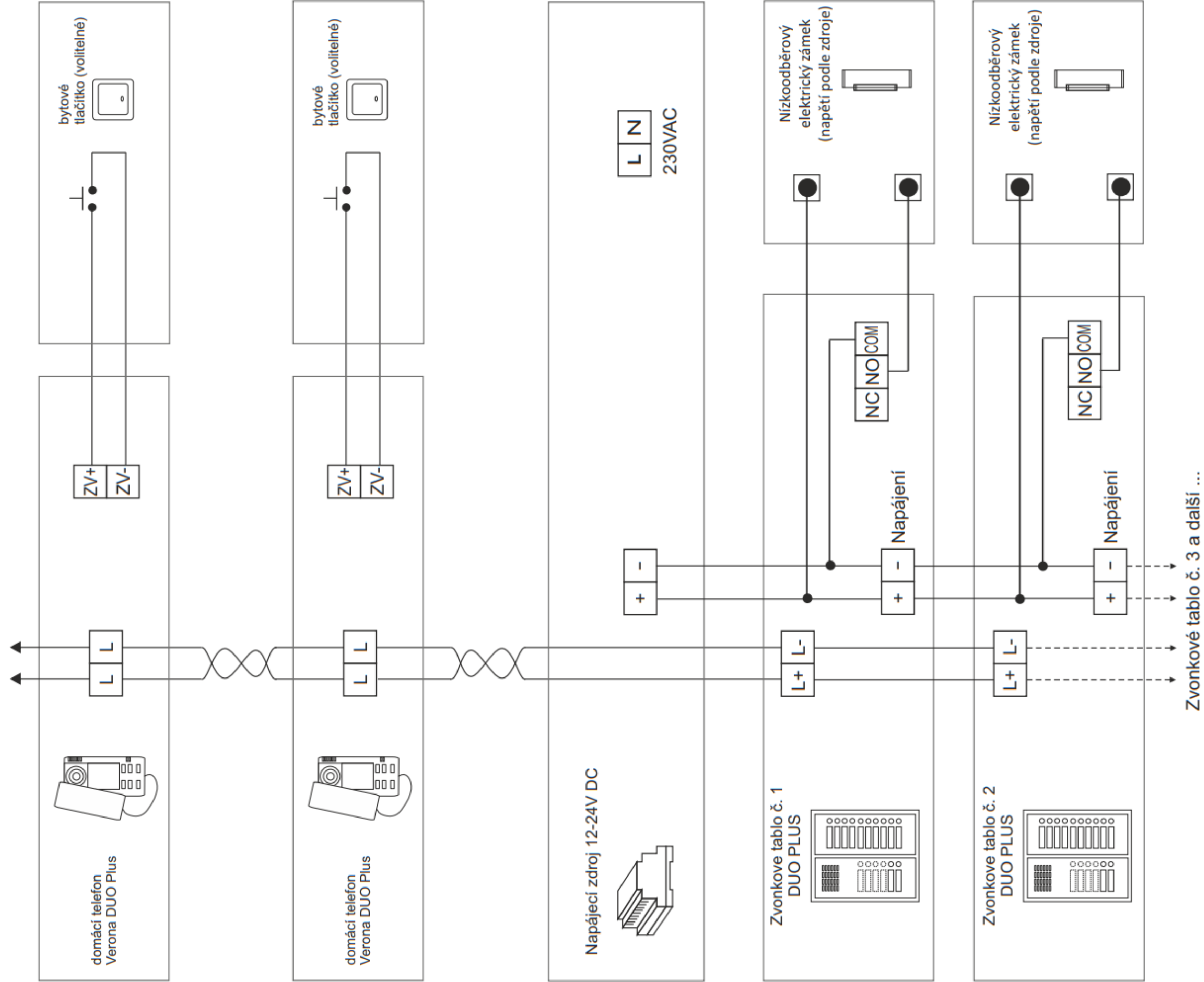 domácí telefon
Verona DUO Plus
L
L
ZV+
ZV-
bytové
tlačítko (volitelné)
domácí telefon
Verona DUO Plus
L
L
ZV+
ZV-
bytové
tlačítko (volitelné)
Napájecí zdroj 12-24V DC
+ -
L N
230VAC
Zvonkove tablo č. 1
DUO PLUS
L+ L-
+ - Napájení
NC NO COM
Nízkoodběrový
elektrický zámek
(napětí podle zdroje)
Zvonkove tablo č. 2
DUO PLUS
L+ L-
+ - Napájení
NC NO COM
Nízkoodběrový
elektrický zámek
(napětí podle zdroje)
Zvonkové tablo č. 3 a další ...